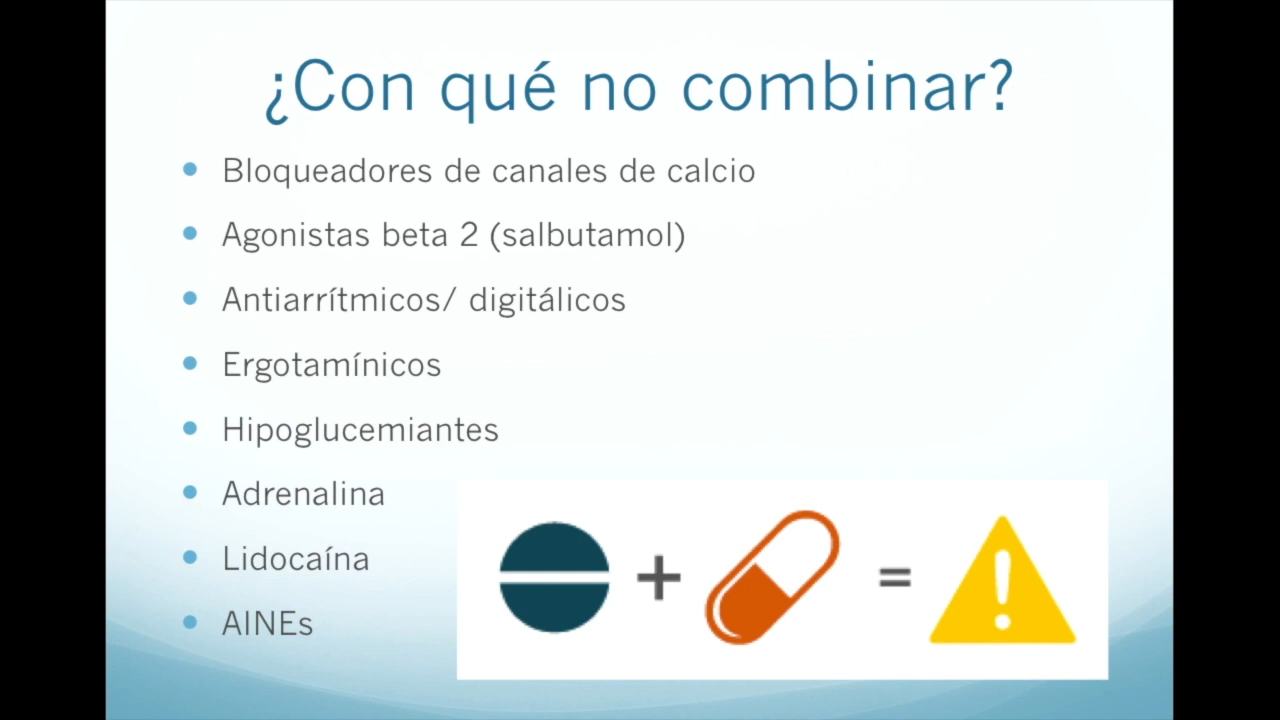 ¿Con qué no combinar?
Bloqueadores de canales de calcio
Agonistas beta 2 (salbutamol)
Antiarrítmicos/ digitálicos
Ergotamínicos
Hipoglucemiantes
Adrenalina
Lidocaína
AINEs